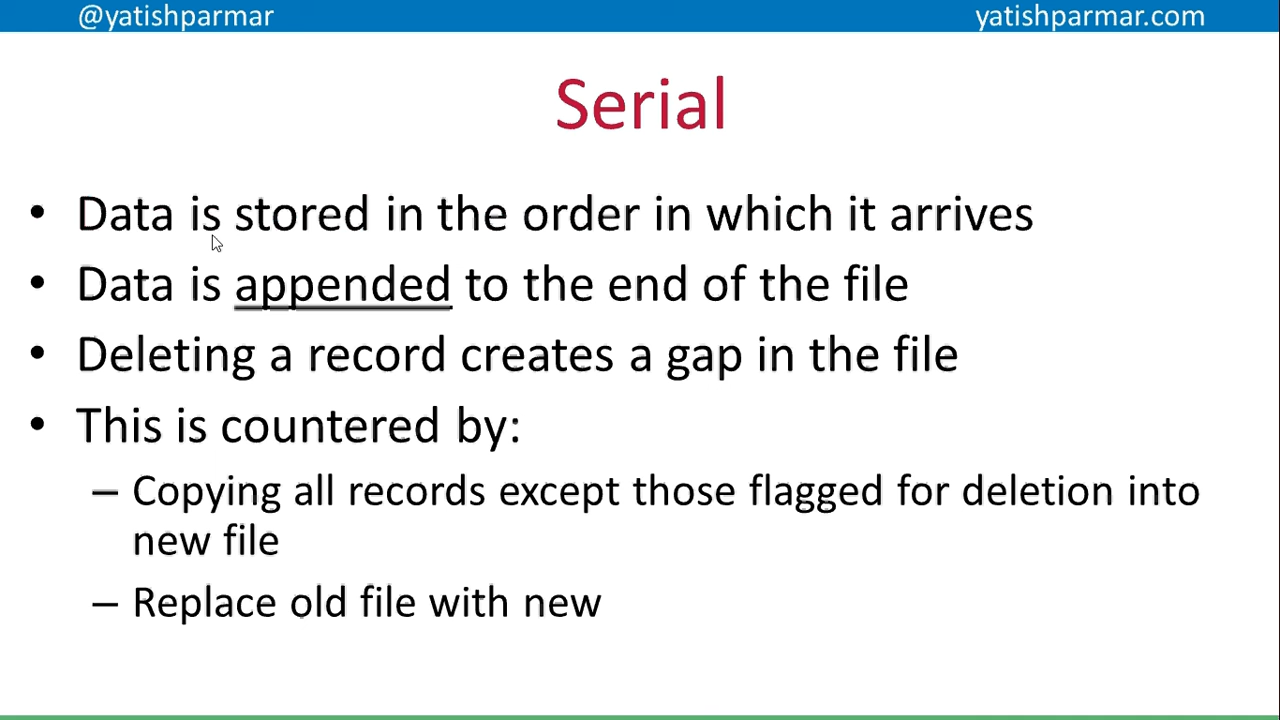 @yatishparmar
yatishparmar.com
Serial
• Data is stored in the order in which it arrives
• Data is appended to the end of the file
• Deleting a record creates a gap in the file
• This is countered by:
– Copying all records except those flagged for deletion into
new file
– Replace old file with new